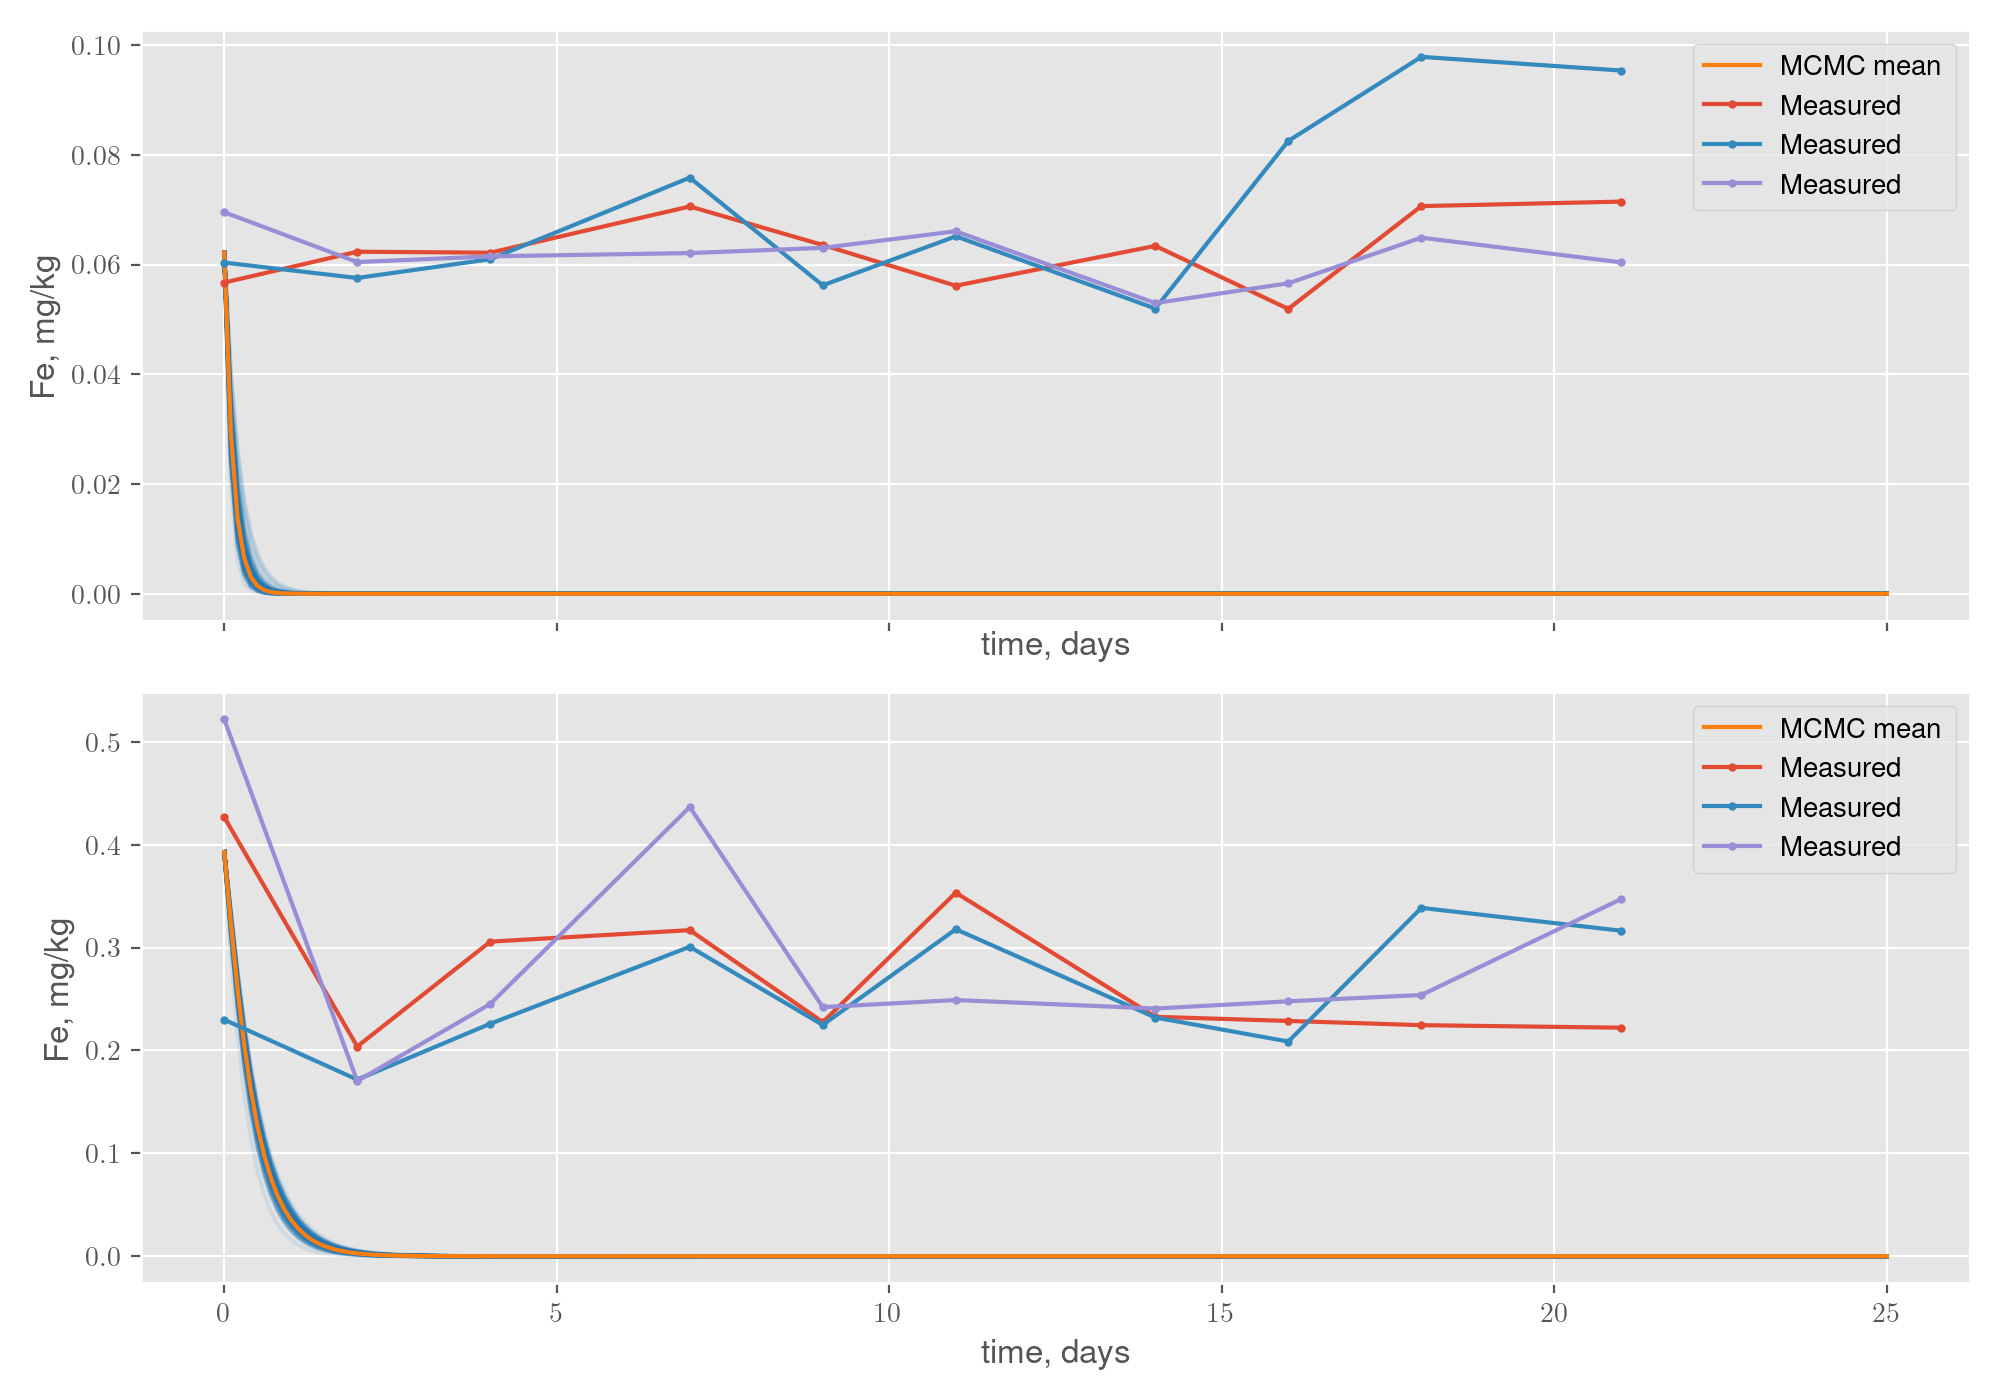 0.10
0.08
0.06
0.04
0.02
0.00
Fe, mg/kg
MCMC mean
Measured
Measured
Measured
time, days
0.5
0.4
0.3
0.2
0.1
0.0
Fe, mg/kg
MCMC mean
Measured
Measured
Measured
0 5 10 15 20 25
time, days